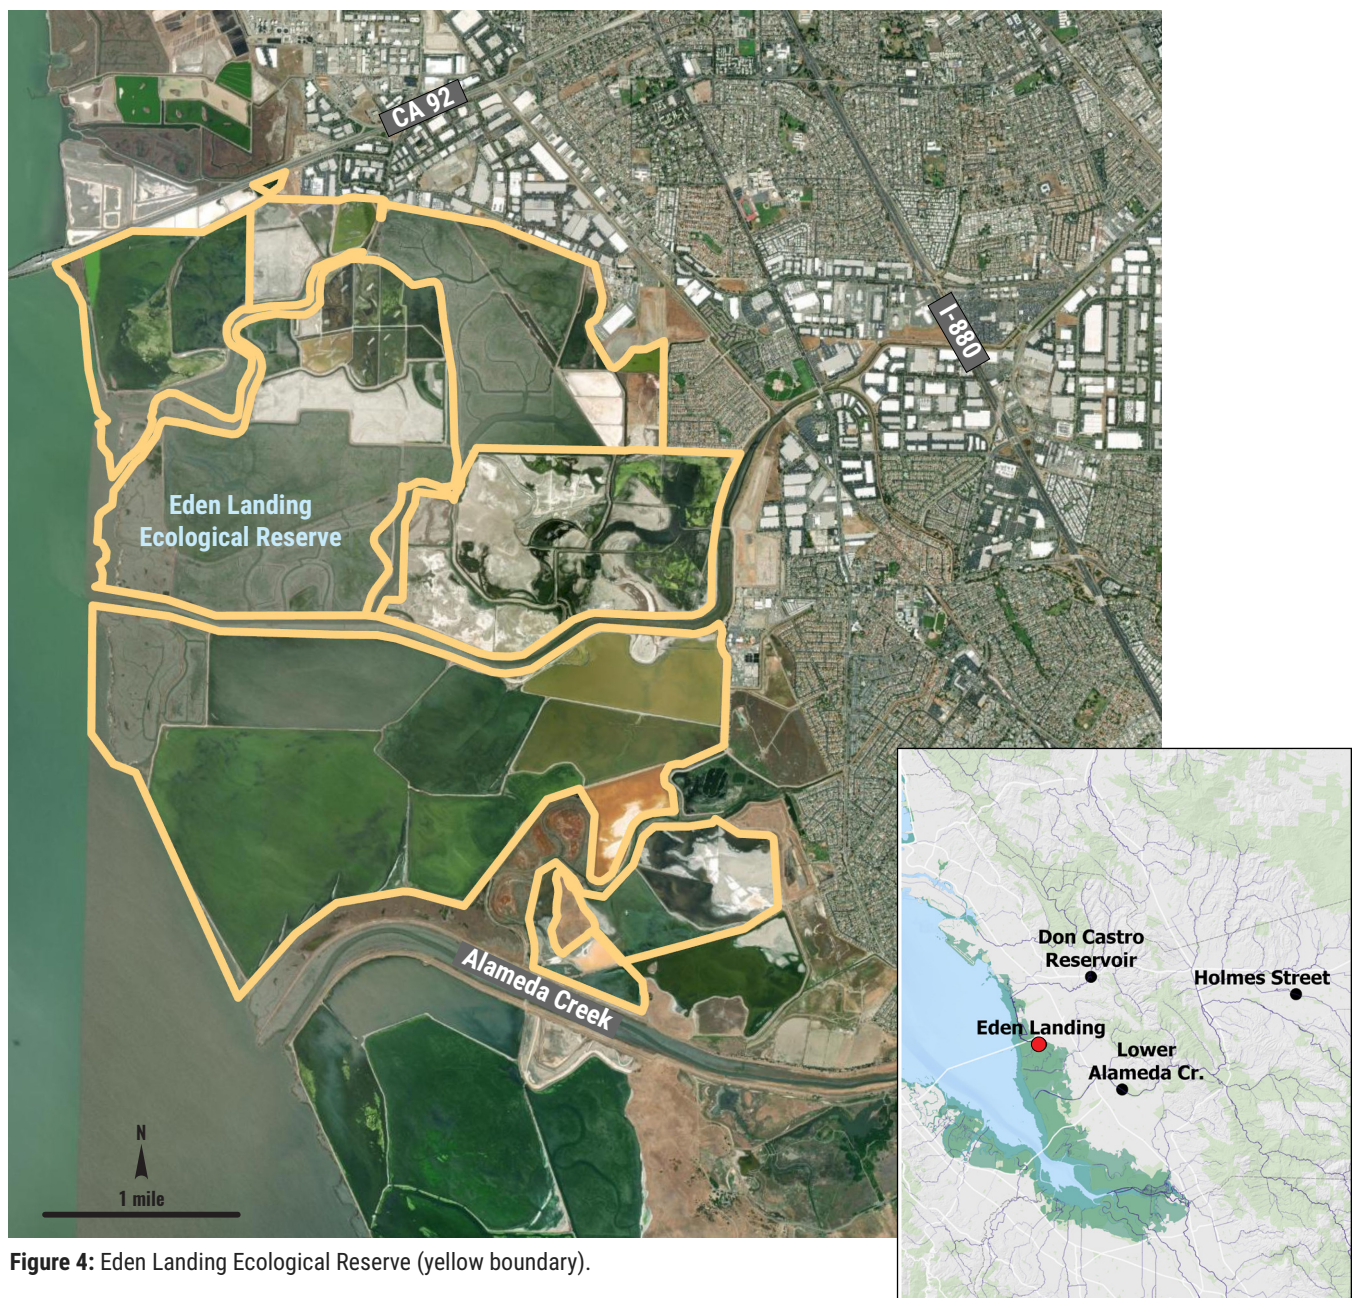 CA 92
I-880
Eden Landing
Ecological Reserve
Alameda Creek
N
1 mile
Don Castro
Reservoir
Holmes Street
Eden Landing
Lower
Alameda Cr.
Figure 4: Eden Landing Ecological Reserve (yellow boundary).